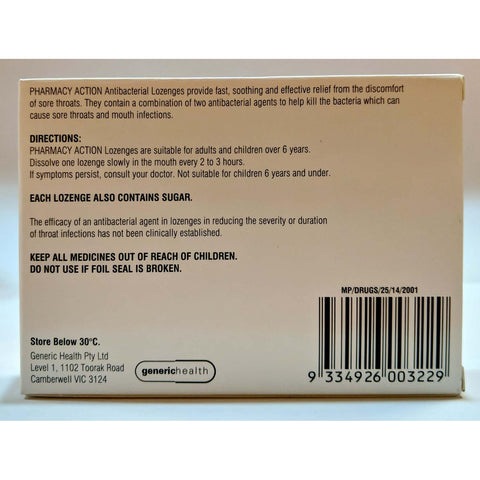 PHARMACY ACTION Antibacterial Lozenges provide fast, soothing and effective relief from the discomfort
of sore throats. They contain a combination of two antibacterial agents to help kill the bacteria which can
cause sore throats and mouth infections.
DIRECTIONS:
PHARMACY ACTION Lozenges are suitable for adults and children over 6 years.
Dissolve one lozenge slowly in the mouth every 2 to 3 hours.
If symptoms persist, consult your doctor. Not suitable for children 6 years and under.
EACH LOZENGE ALSO CONTAINS SUGAR.
The efficacy of an antibacterial agent in lozenges in reducing the severity or duration
of throat infections has not been clinically established.
KEEP ALL MEDICINES OUT OF REACH OF CHILDREN.
DO NOT USE IF FOIL SEAL IS BROKEN.
MP/DRUGS/25/14/2001
Store Below 30°C.
Generic Health Pty Ltd
Level 1, 1102 Toorak Road
Camberwell VIC 3124
generichealth
9 334926 003229